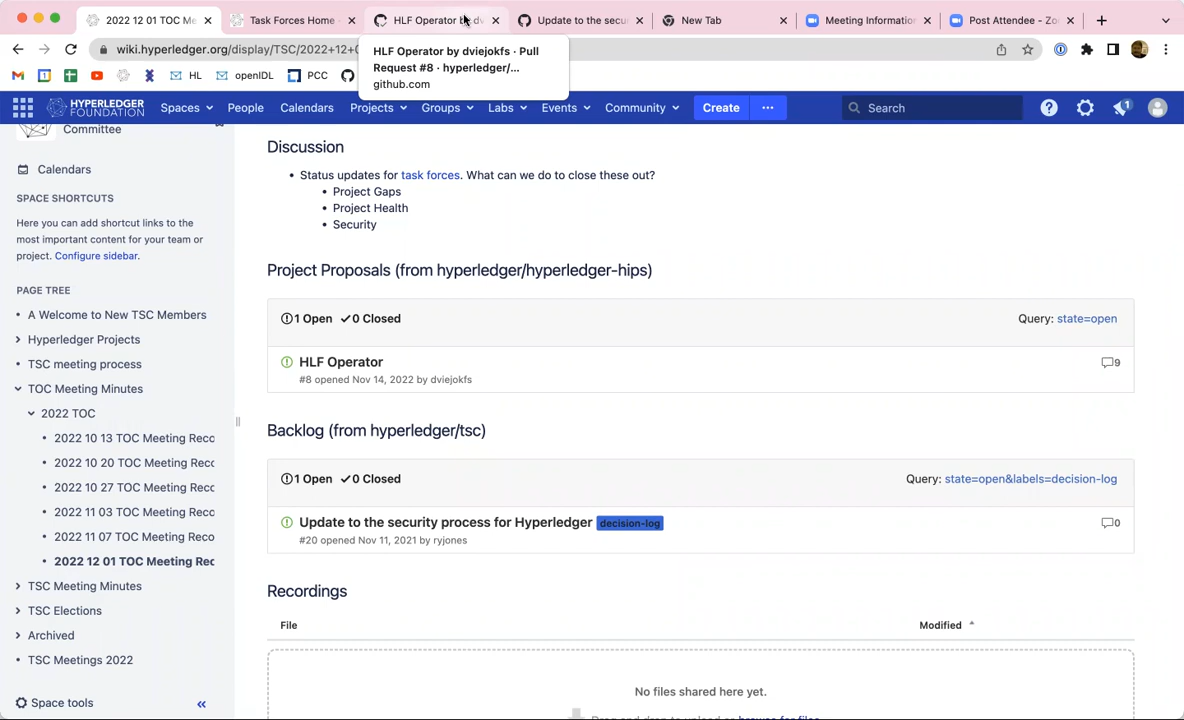 2022 12 01 TOC Me
Task Forces Home -
HLF Operator by dv
Update to the secu
New Tab
Meeting Information
Post Attendee - Zo
wiki.hyperledger.org/display/TSC/2022+12+0
HL
openIDL
PCC
HLF Operator by dviejokfs · Pull
Request #8 · hyperledger/...
github.com
HYPERLEDGER
FOUNDATION
Spaces
People
Calendars
Projects
Groups
Labs
Events
Community
Create
Search
1
Committee
Calendars
SPACE SHORTCUTS
Here you can add shortcut links to the
most important content for your team or
project. Configure sidebar.
PAGE TREE
A Welcome to New TSC Members
Hyperledger Projects
TSC meeting process
TOC Meeting Minutes
2022 TOC
2022 10 13 TOC Meeting Reco
2022 10 20 TOC Meeting Reco
2022 10 27 TOC Meeting Reco
2022 11 03 TOC Meeting Reco
2022 11 07 TOC Meeting Reco
2022 12 01 TOC Meeting Rec
TSC Meeting Minutes
TSC Elections
Archived
TSC Meetings 2022
Space tools
Discussion
• Status updates for task forces. What can we do to close these out?
• Project Gaps
• Project Health
• Security
Project Proposals (from hyperledger/hyperledger-hips)
1 Open ✓0 Closed
Query: state=open
HLF Operator
9
#8 opened Nov 14, 2022 by dviejokfs
Backlog (from hyperledger/tsc)
1 Open ✓0 Closed
Query: state=open&labels=decision-log
Update to the security process for Hyperledger decision-log
0
#20 opened Nov 11, 2021 by ryjones
Recordings
File
Modified
No files shared here yet.